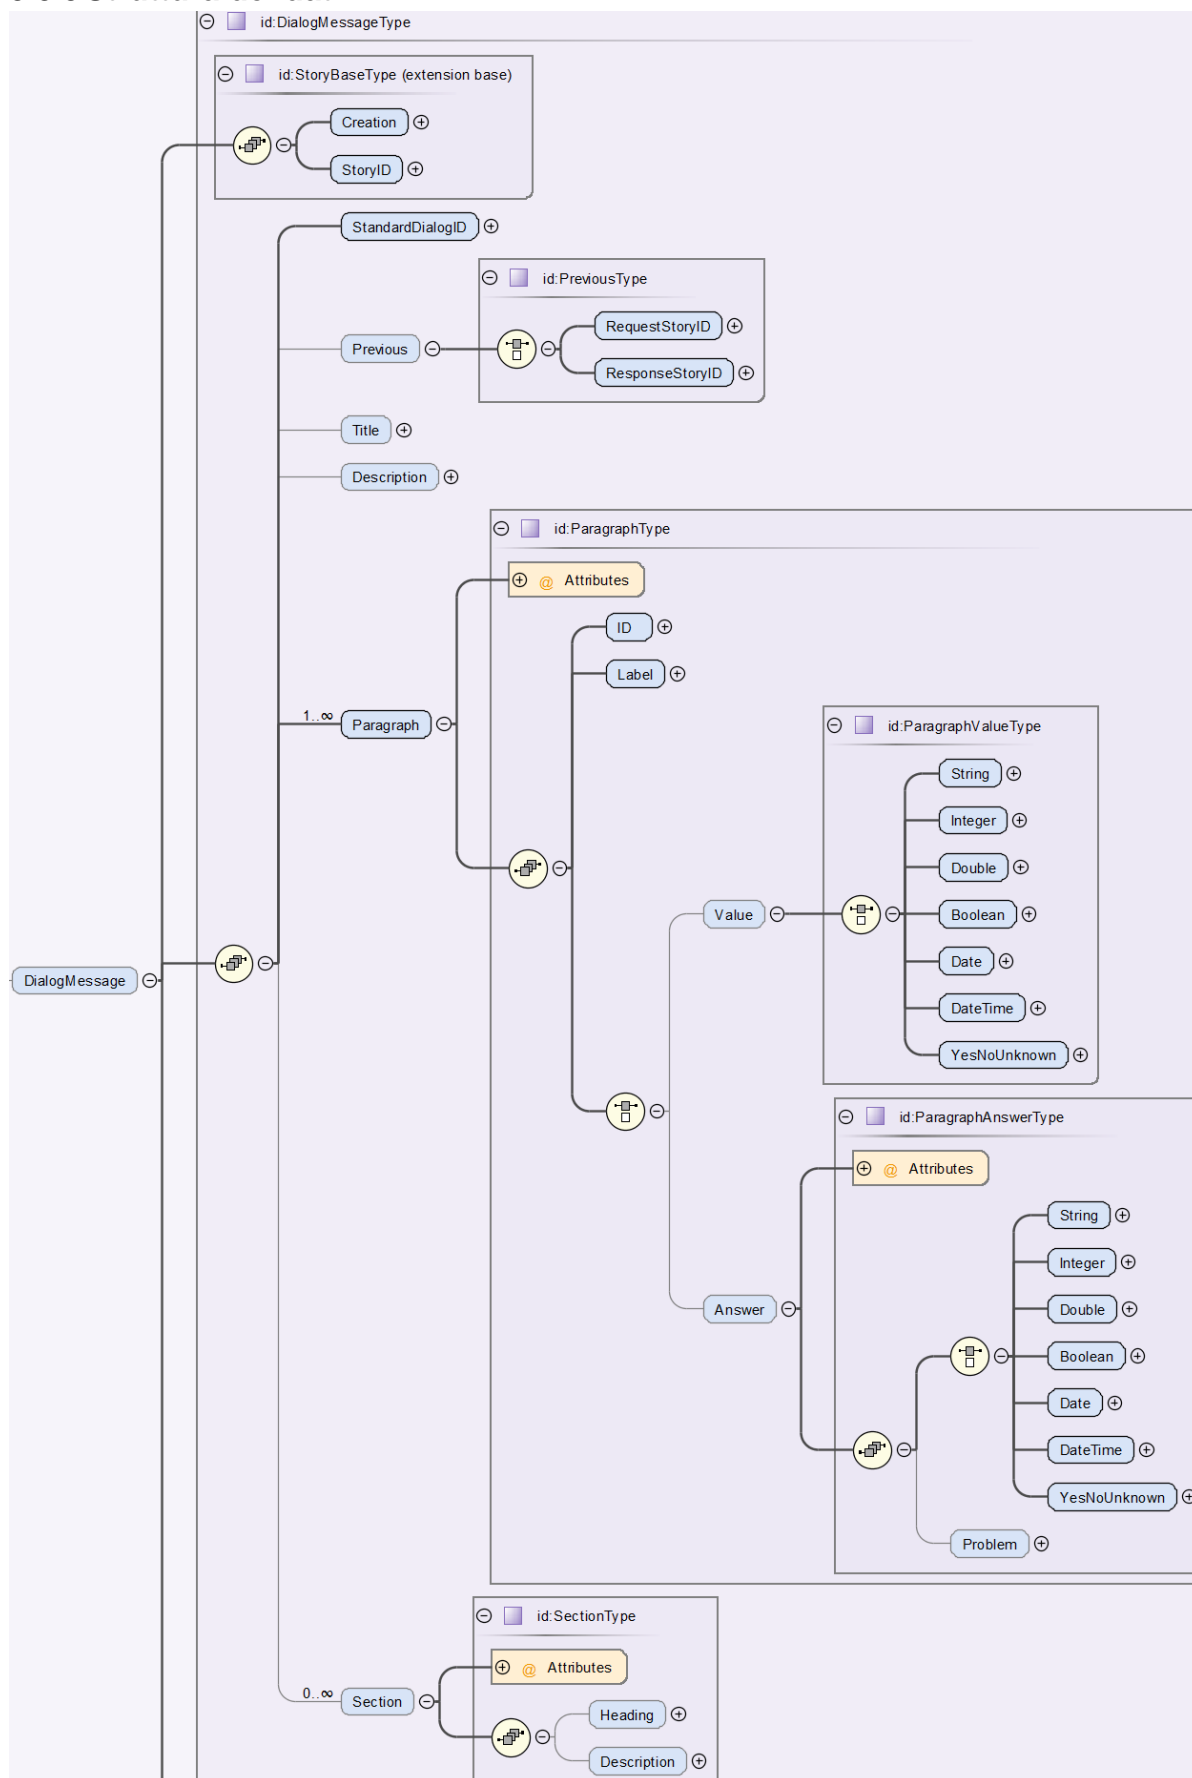 id:DialogMessageType
id:StoryBaseType (extension base)
Creation
StoryID
StandardDialogID
id:PreviousType
RequestStoryID
Previous
ResponseStoryID
Title
Description
id:ParagraphType
@ Attributes
ID
Label
1..∞
Paragraph
id:ParagraphValueType
String
Integer
Double
Value
Boolean
Date
DateTime
YesNoUnknown
DialogMessage
id:ParagraphAnswerType
@ Attributes
String
Integer
Answer
Double
Boolean
Date
DateTime
YesNoUnknown
Problem
id:SectionType
@ Attributes
0..∞
Section
Heading
Description